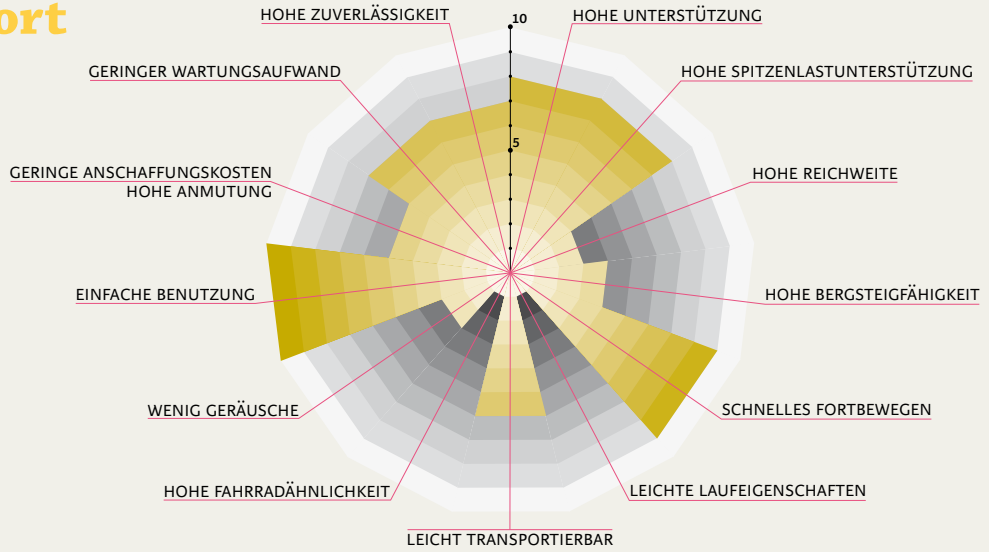 ort
HOHE ZUVERLÄSSIGKEIT
10
HOHE UNTERSTÜTZUNG
GERINGER WARTUNGSAUFWAND
HOHE SPITZENLASTUNTERSTÜTZUNG
5
GERINGE ANSCHAFFUNGSKOSTEN
HOHE ANMUTUNG
HOHE REICHWEITE
EINFACHE BENUTZUNG
HOHE BERGSTEIGFÄHIGKEIT
WENIG GERÄUSCHE
SCHNELLES FORTBEWEGEN
HOHE FAHRRADÄHNLICHKEIT
LEICHTE LAUFEIGENSCHAFTEN
LEICHT TRANSPORTIERBAR